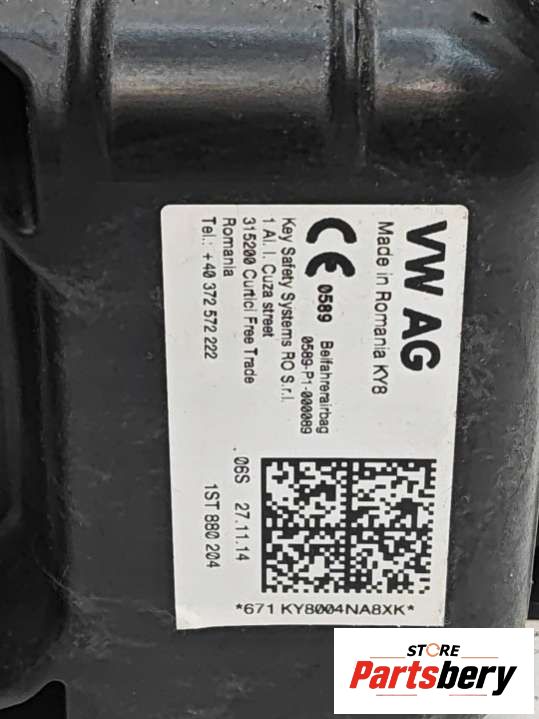 VW AG
Made in Romania KY8
CE 0589 Beifahrerairbag
0589-P1-000089
Key Safety Systems RO S.r.l.
1 Al. I. Cuza street
315200 Curtici Free Trade
Romania
Tel.: +40 372 572 222
.06S 27.11.14
1ST 880 204
*671 KY8004NA8XK*
STORE
Partsbery